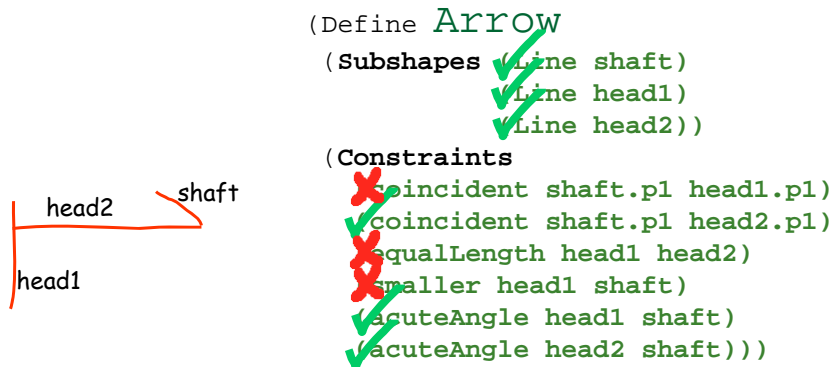 (Define Arrow
(Subshapes (Line shaft)
(Line head1)
(Line head2))
(Constraints
(coincident shaft.p1 head1.p1)
(coincident shaft.p1 head2.p1)
(equalLength head1 head2)
(smaller head1 shaft)
(acuteAngle head1 shaft)
(acuteAngle head2 shaft)))
shaft
head2
head1